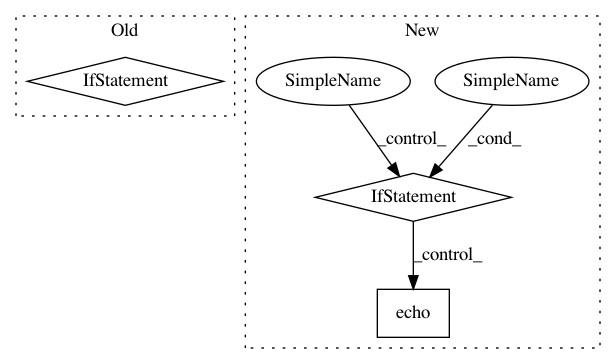 Old
New
IfStatement
SimpleName
SimpleName
_control_
_cond_
IfStatement
_control_
echo